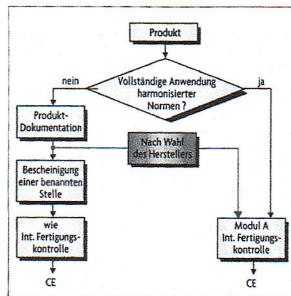 Produkt
nein
Vollständige Anwendung
harmonisierter
Normen ?
ja
Produkt-
Dokumentation
Nach Wahl
des Herstellers
Bescheinigung
einer benannten
Stelle
wie
Int. Fertigungs-
kontrolle
Modul A
Int. Fertigungs-
kontrolle
CE
CE